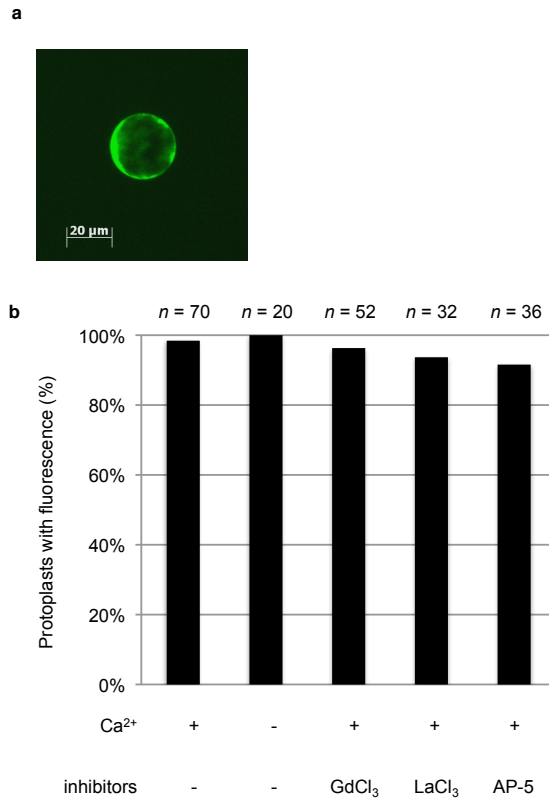 a
20 μm
b
n = 70 n = 20 n = 52 n = 32 n = 36
Protoplasts with fluorescence (%)
100%
80%
60%
40%
20%
0%
Ca²⁺ + - + + +
inhibitors - - GdCl₃ LaCl₃ AP-5